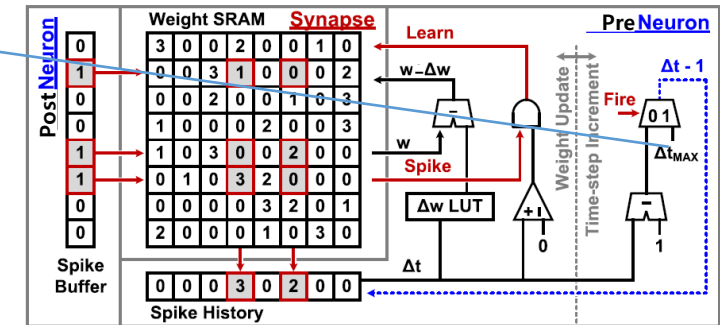 Weight SRAM Synapse
Pre Neuron
Post Neuron
0
1
0
0
1
1
0
0
Spike
Buffer
3 0 0 2 0 0 1 0
0 0 3 1 0 0 0 2
0 0 2 0 0 1 0 3
1 0 0 0 2 0 0 3
1 0 3 0 0 2 0 0
0 1 0 3 2 0 0 0
0 0 0 0 3 2 0 1
2 0 0 0 1 0 3 0
0 0 0 3 0 2 0 0
Spike History
Learn
w-Δw
w
Spike
-
Δw LUT
+ -
0
Δt
Weight Update
Time-step Increment
Δt - 1
Fire
0 1
Δt MAX
-
1